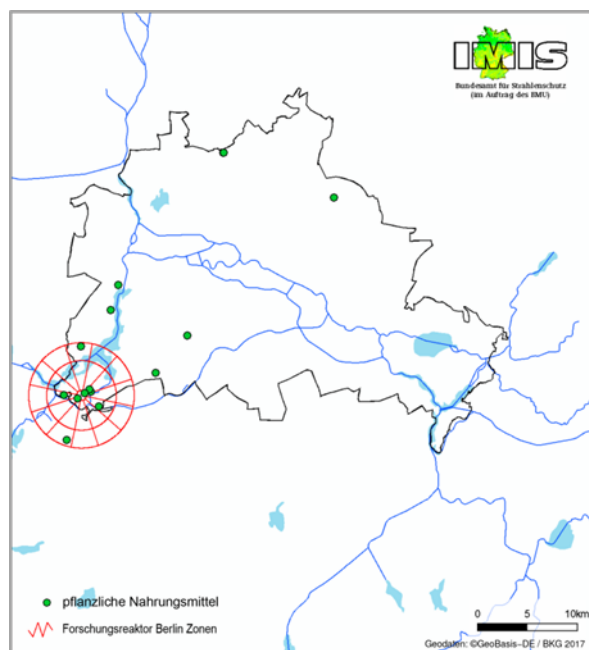 IMIS
Bundesamt für Strahlenschutz
(im Auftrag des BMU)
pflanzliche Nahrungsmittel
Forschungsreaktor Berlin Zonen
0 5 10km
Geodaten: ©GeoBasis-DE / BKG 2017